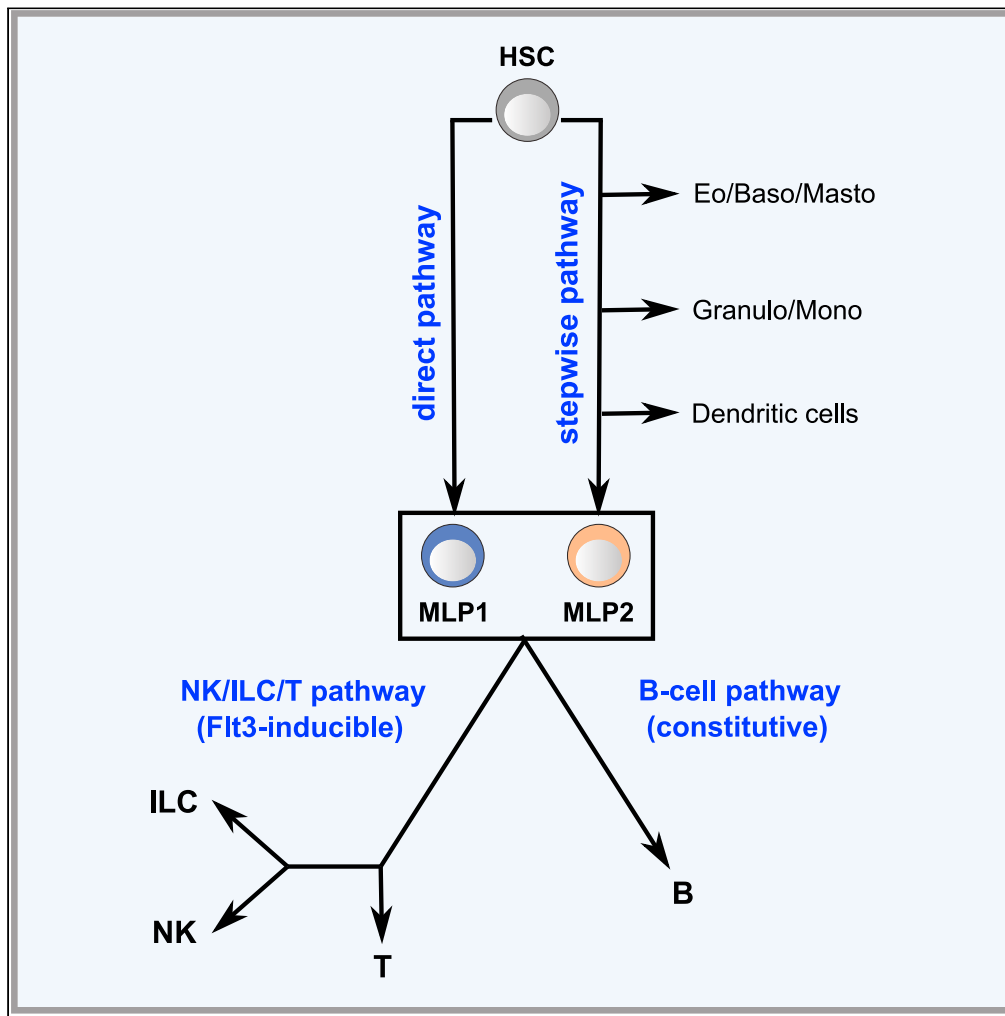 HSC
direct pathway
stepwise pathway
Eo/Baso/Masto
Granulo/Mono
Dendritic cells
MLP1
MLP2
NK/ILC/T pathway
(Flt3-inducible)
B-cell pathway
(constitutive)
ILC
NK
T
B